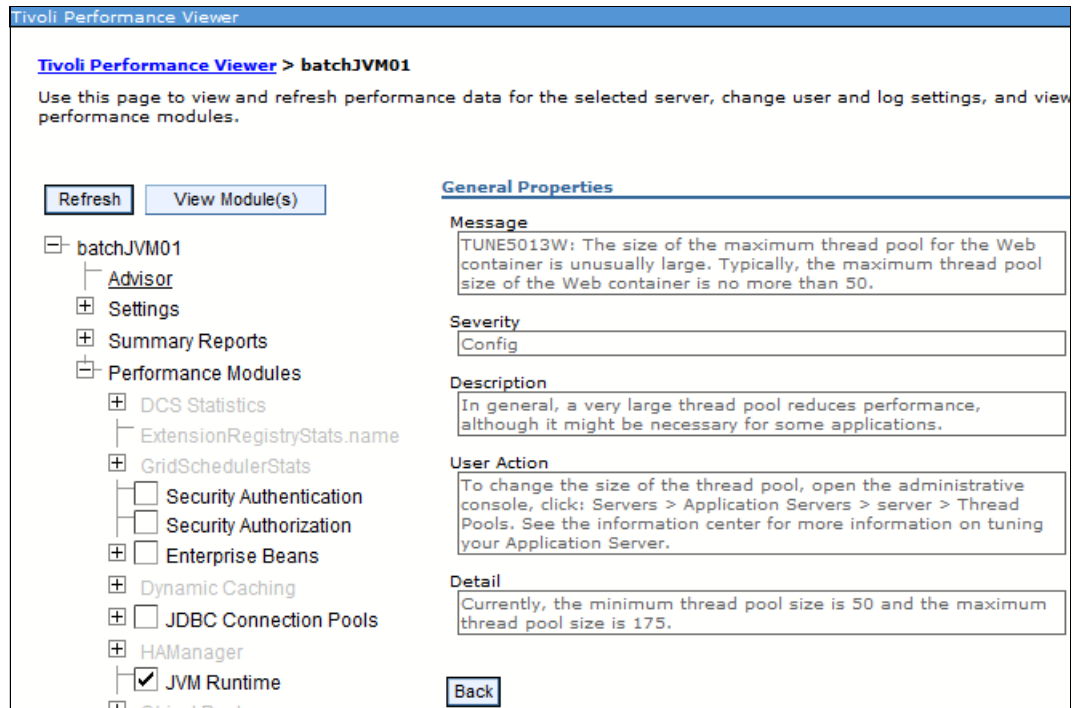 Tivoli Performance Viewer
Tivoli Performance Viewer > batchJVM01
Use this page to view and refresh performance data for the selected server, change user and log settings, and view
performance modules.
Refresh
View Module(s)
batchJVM01
Advisor
Settings
Summary Reports
Performance Modules
DCS Statistics
ExtensionRegistryStats.name
GridSchedulerStats
Security Authentication
Security Authorization
Enterprise Beans
Dynamic Caching
JDBC Connection Pools
HAManager
JVM Runtime
General Properties
Message
TUNE5013W: The size of the maximum thread pool for the Web
container is unusually large. Typically, the maximum thread pool
size of the Web container is no more than 50.
Severity
Config
Description
In general, a very large thread pool reduces performance,
although it might be necessary for some applications.
User Action
To change the size of the thread pool, open the administrative
console, click: Servers > Application Servers > server > Thread
Pools. See the information center for more information on tuning
your Application Server.
Detail
Currently, the minimum thread pool size is 50 and the maximum
thread pool size is 175.
Back